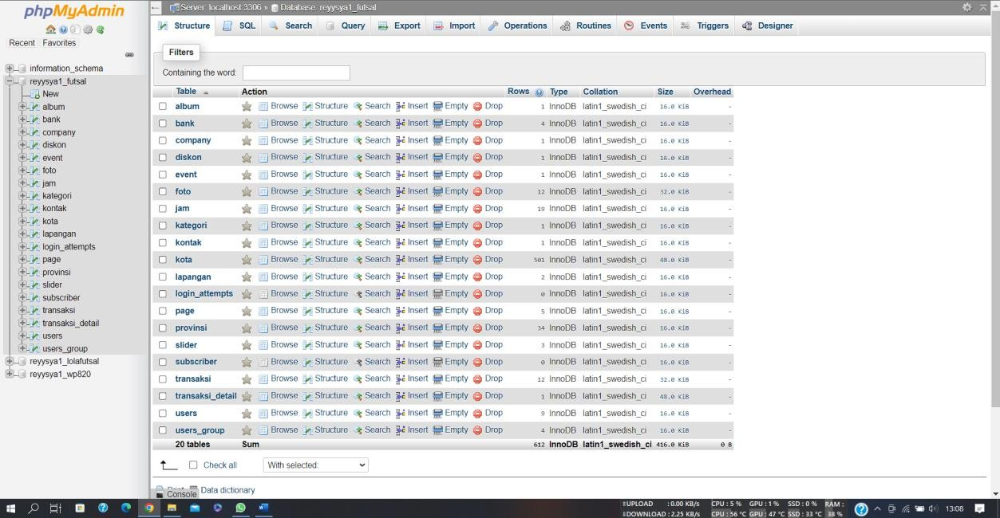 phpMyAdmin
Recent Favorites
information_schema
reyysya1_futsal
New
album
bank
company
diskon
event
foto
jam
kategori
kontak
kota
lapangan
login_attempts
page
provinsi
slider
subscriber
transaksi
transaksi_detail
users
users_group
reyysya1_lolafutsal
reyysya1_wp820
Server: localhost:3306 » Database: reyysya1_futsal
Structure SQL Search Query Export Import Operations Routines Events Triggers Designer
Filters
Containing the word:
Table Action Rows Type Collation Size Overhead
album Browse Structure Search Insert Empty Drop 1 InnoDB latin1_swedish_ci 16.0 KiB -
bank Browse Structure Search Insert Empty Drop 4 InnoDB latin1_swedish_ci 16.0 KiB -
company Browse Structure Search Insert Empty Drop 1 InnoDB latin1_swedish_ci 16.0 KiB -
diskon Browse Structure Search Insert Empty Drop 1 InnoDB latin1_swedish_ci 16.0 KiB -
event Browse Structure Search Insert Empty Drop 1 InnoDB latin1_swedish_ci 16.0 KiB -
foto Browse Structure Search Insert Empty Drop 12 InnoDB latin1_swedish_ci 32.0 KiB -
jam Browse Structure Search Insert Empty Drop 19 InnoDB latin1_swedish_ci 16.0 KiB -
kategori Browse Structure Search Insert Empty Drop 1 InnoDB latin1_swedish_ci 16.0 KiB -
kontak Browse Structure Search Insert Empty Drop 1 InnoDB latin1_swedish_ci 16.0 KiB -
kota Browse Structure Search Insert Empty Drop 501 InnoDB latin1_swedish_ci 48.0 KiB -
lapangan Browse Structure Search Insert Empty Drop 2 InnoDB latin1_swedish_ci 16.0 KiB -
login_attempts Browse Structure Search Insert Empty Drop 0 InnoDB latin1_swedish_ci 16.0 KiB -
page Browse Structure Search Insert Empty Drop 5 InnoDB latin1_swedish_ci 16.0 KiB -
provinsi Browse Structure Search Insert Empty Drop 34 InnoDB latin1_swedish_ci 16.0 KiB -
slider Browse Structure Search Insert Empty Drop 3 InnoDB latin1_swedish_ci 16.0 KiB -
subscriber Browse Structure Search Insert Empty Drop 0 InnoDB latin1_swedish_ci 16.0 KiB -
transaksi Browse Structure Search Insert Empty Drop 12 InnoDB latin1_swedish_ci 32.0 KiB -
transaksi_detail Browse Structure Search Insert Empty Drop 1 InnoDB latin1_swedish_ci 48.0 KiB -
users Browse Structure Search Insert Empty Drop 9 InnoDB latin1_swedish_ci 16.0 KiB -
users_group Browse Structure Search Insert Empty Drop 4 InnoDB latin1_swedish_ci 16.0 KiB -
20 tables Sum 612 InnoDB latin1_swedish_ci 416.0 KiB 0 B
Check all With selected:
Print Data dictionary
Console
UPLOAD : 0.00 KB/s CPU : 5 % GPU : 1 % SSD : 0 % RAM :
DOWNLOAD : 2.25 KB/s CPU : 56 °C GPU : 47 °C SSD : 33 °C 38 %
13:08